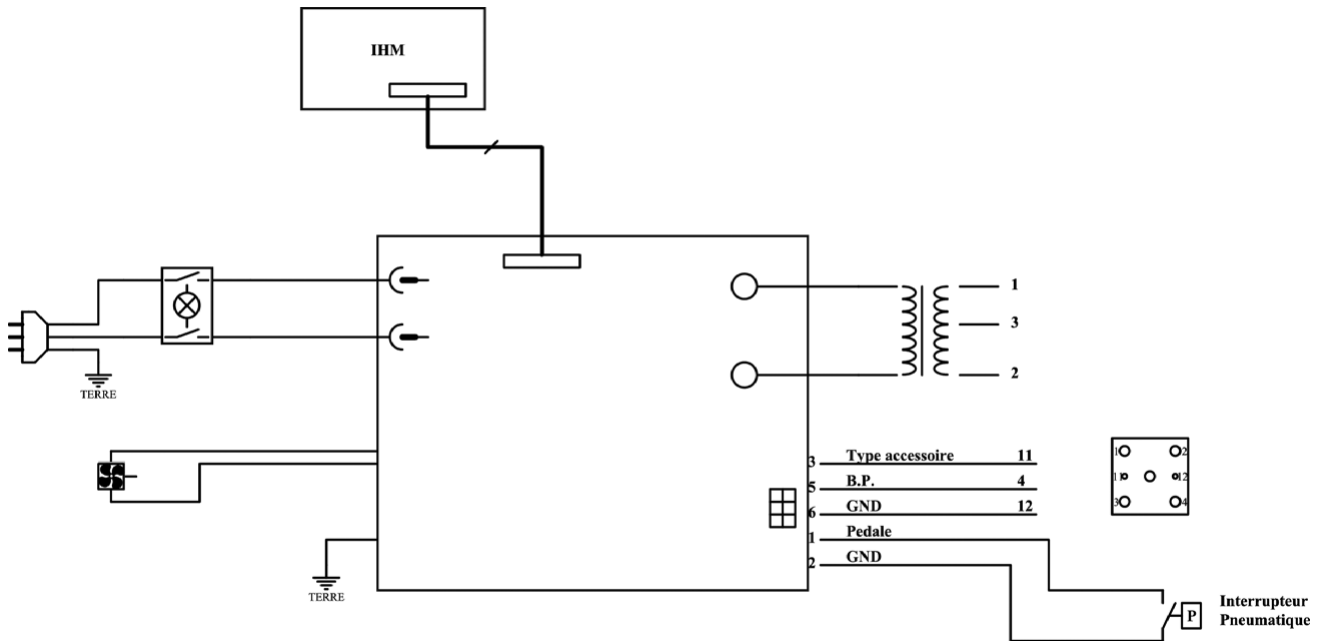 IHM
1
3
2
TERRE
3 Type accessoire 11
5 B.P. 4
6 GND 12
1 Pedale
2 GND
1 2
11 12
3 4
TERRE
P
Interrupteur
Pneumatique